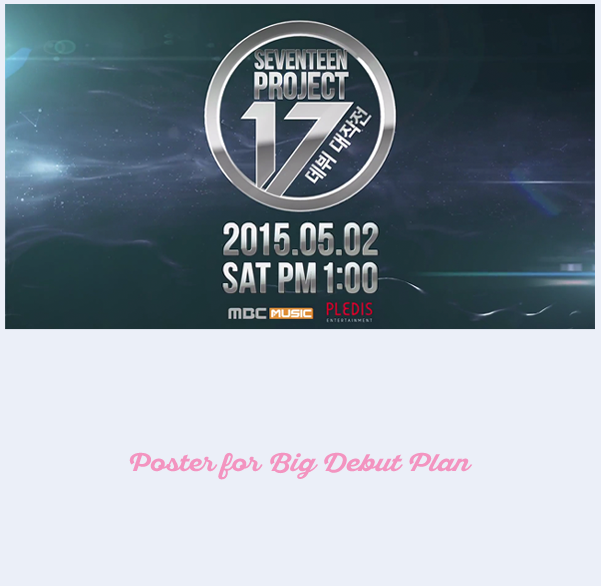 SEVENTEEN
PROJECT
17
데뷔 대작전
2015.05.02
SAT PM 1:00
MBC MUSIC PLEDIS
ENTERTAINMENT
Poster for Big Debut Plan